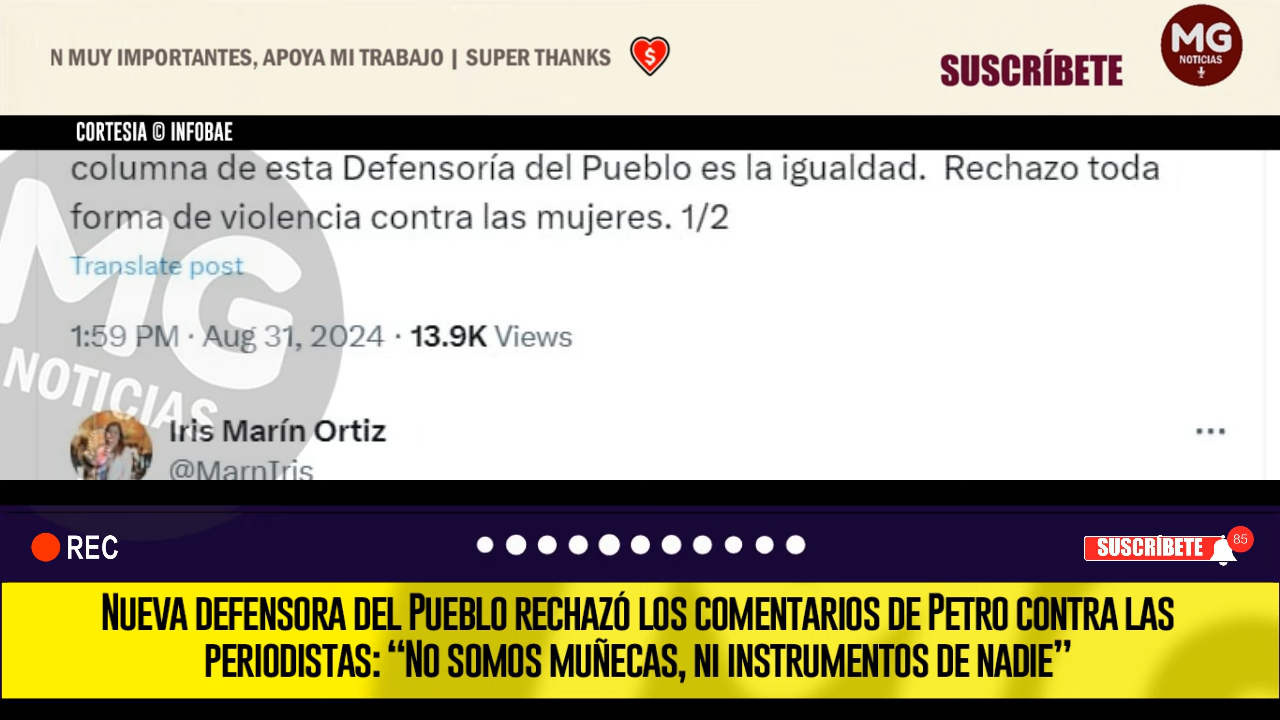 N MUY IMPORTANTES, APOYA MI TRABAJO | SUPER THANKS
$
SUSCRÍBETE
MG
NOTICIAS
CORTESIA © INFOBAE
columna de esta Defensoría del Pueblo es la igualdad. Rechazo toda
forma de violencia contra las mujeres. 1/2
Translate post
1:59 PM · Aug 31, 2024 · 13.9K Views
MG
NOTICIAS
Iris Marín Ortiz
@MarnIris
REC
SUSCRÍBETE
85
NUEVA DEFENSORA DEL PUEBLO RECHAZÓ LOS COMENTARIOS DE PETRO CONTRA LAS
PERIODISTAS: “NO SOMOS MUÑECAS, NI INSTRUMENTOS DE NADIE”